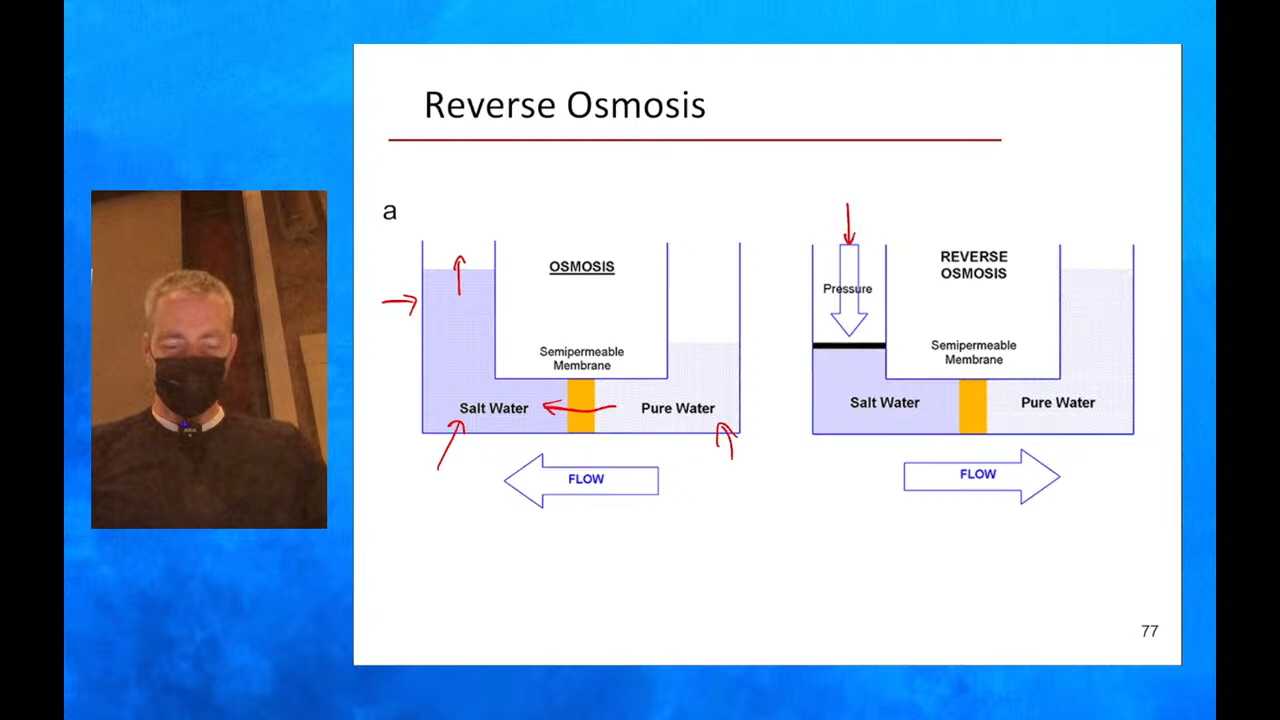 Reverse Osmosis
a
OSMOSIS
Semipermeable
Membrane
Salt Water
Pure Water
FLOW
Pressure
REVERSE
OSMOSIS
Semipermeable
Membrane
Salt Water
Pure Water
FLOW
77